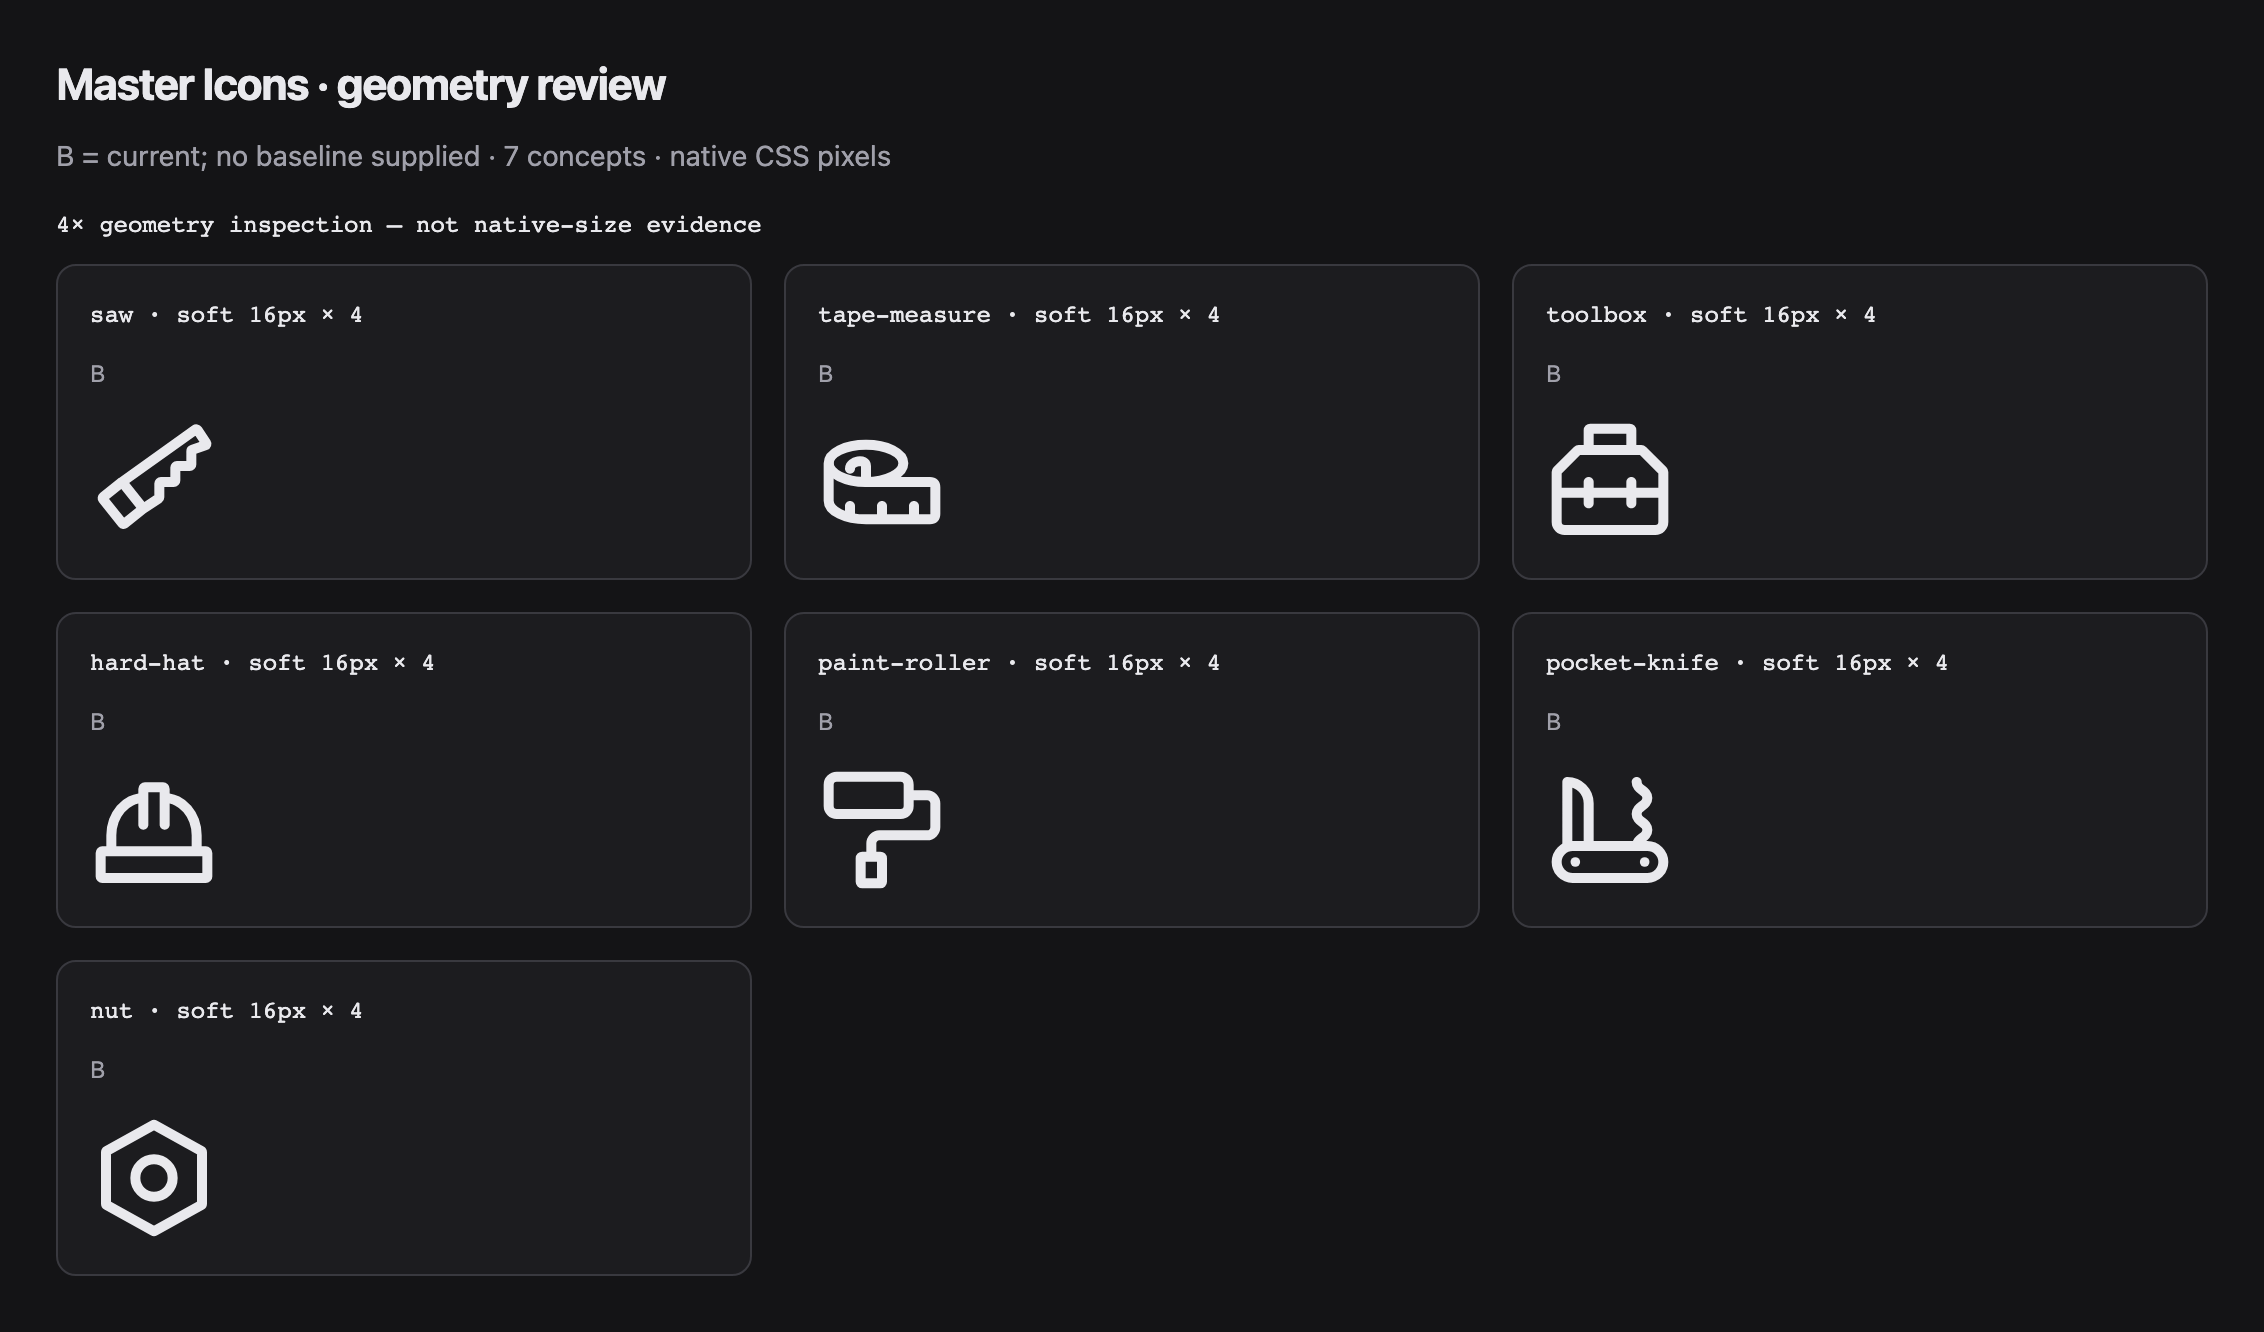 Master Icons · geometry review
B = current; no baseline supplied · 7 concepts · native CSS pixels
4× geometry inspection — not native-size evidence
saw · soft 16px × 4
B
tape-measure · soft 16px × 4
B
toolbox · soft 16px × 4
B
hard-hat · soft 16px × 4
B
paint-roller · soft 16px × 4
B
pocket-knife · soft 16px × 4
B
nut · soft 16px × 4
B